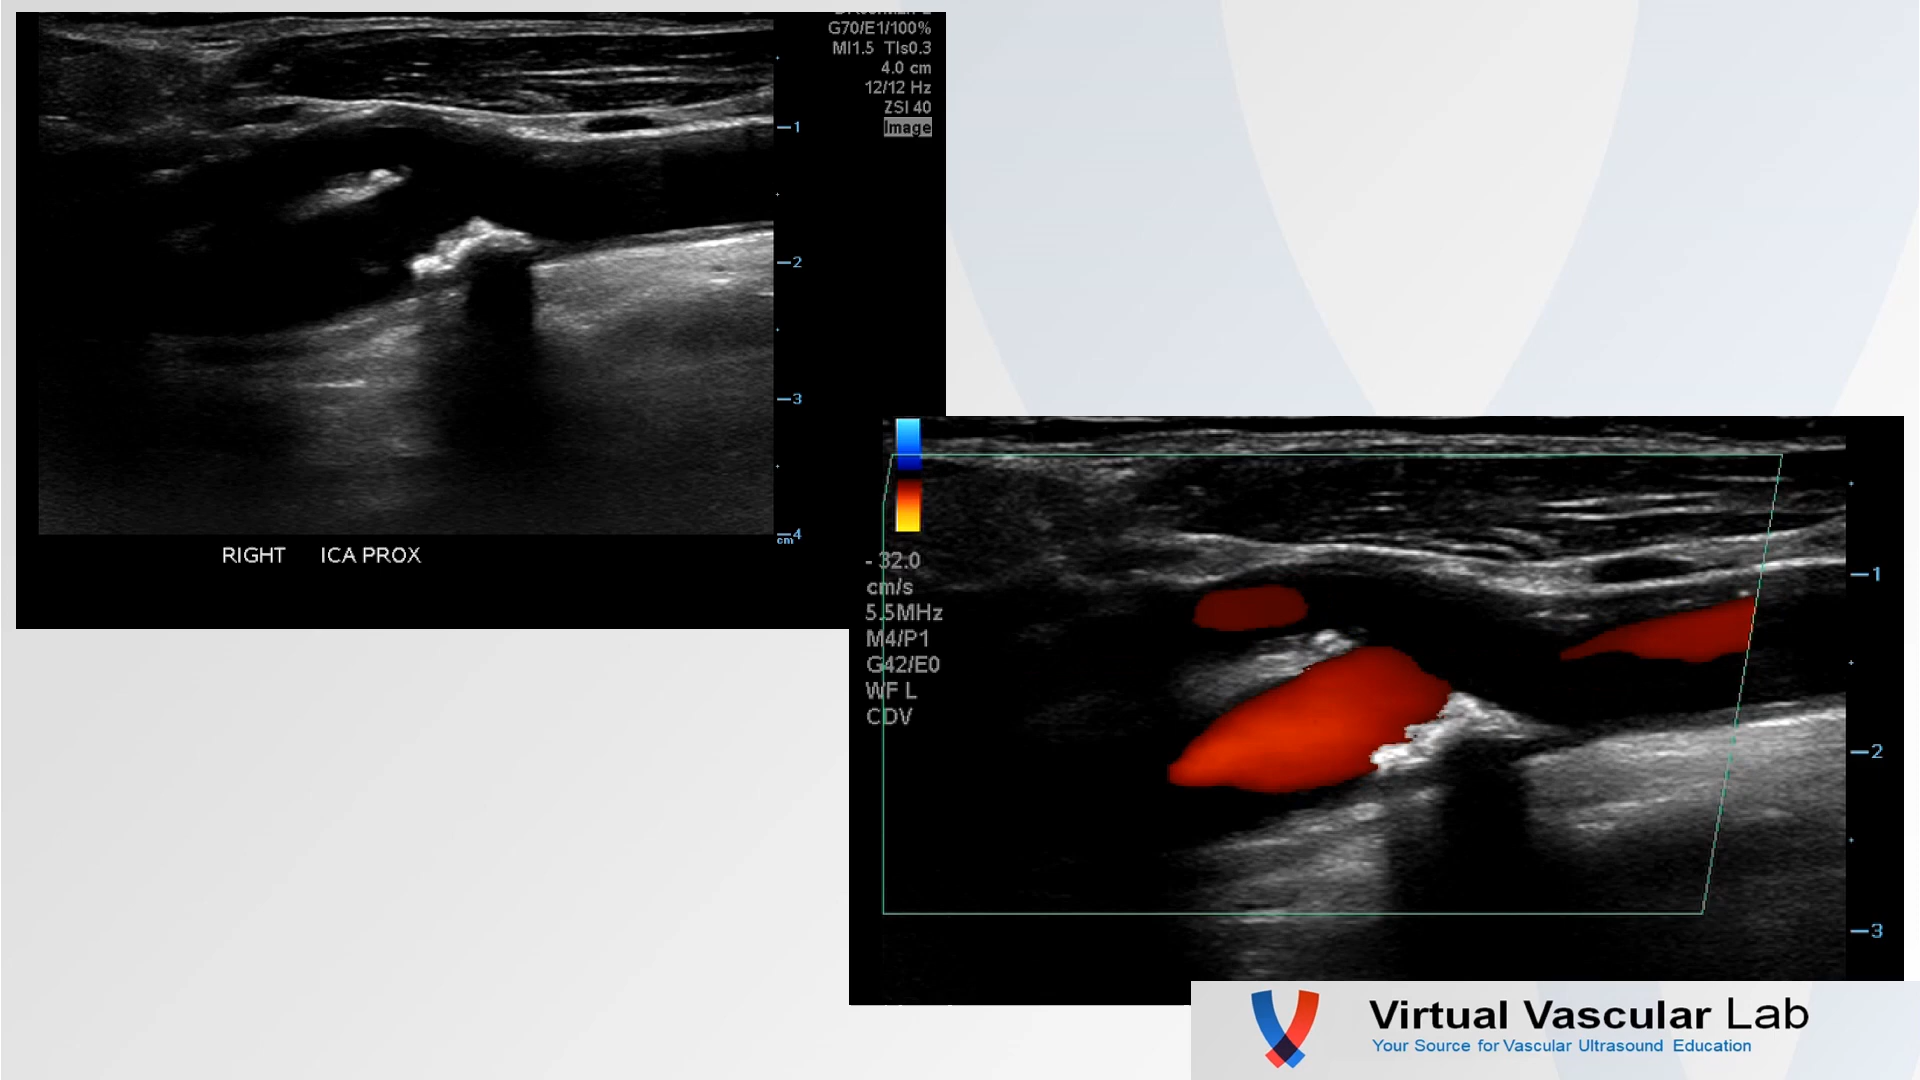 G70/E1/100%
MI1.5 TIs0.3
4.0 cm
12/12 Hz
ZSI 40
Image
1
2
3
4
cm
RIGHT ICA PROX
- 32.0
cm/s
5.5MHz
M4/P1
G42/E0
WF L
CDV
1
2
3
Virtual Vascular Lab
Your Source for Vascular Ultrasound Education